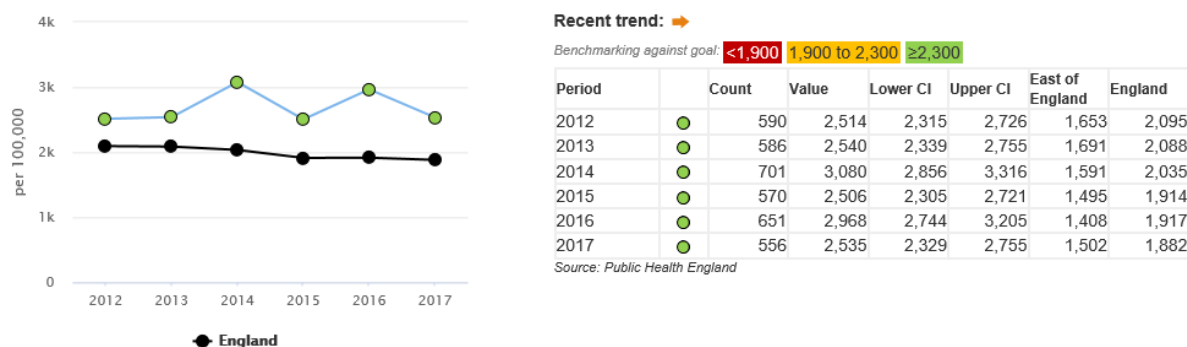 4k
3k
2k
1k
0
per 100,000
2012 2013 2014 2015 2016 2017
England
Recent trend:
Benchmarking against goal: <1,900 1,900 to 2,300 ≥2,300
Period Count Value Lower CI Upper CI East of England England
2012 590 2,514 2,315 2,726 1,653 2,095
2013 586 2,540 2,339 2,755 1,691 2,088
2014 701 3,080 2,856 3,316 1,591 2,035
2015 570 2,506 2,305 2,721 1,495 1,914
2016 651 2,968 2,744 3,205 1,408 1,917
2017 556 2,535 2,329 2,755 1,502 1,882
Source: Public Health England